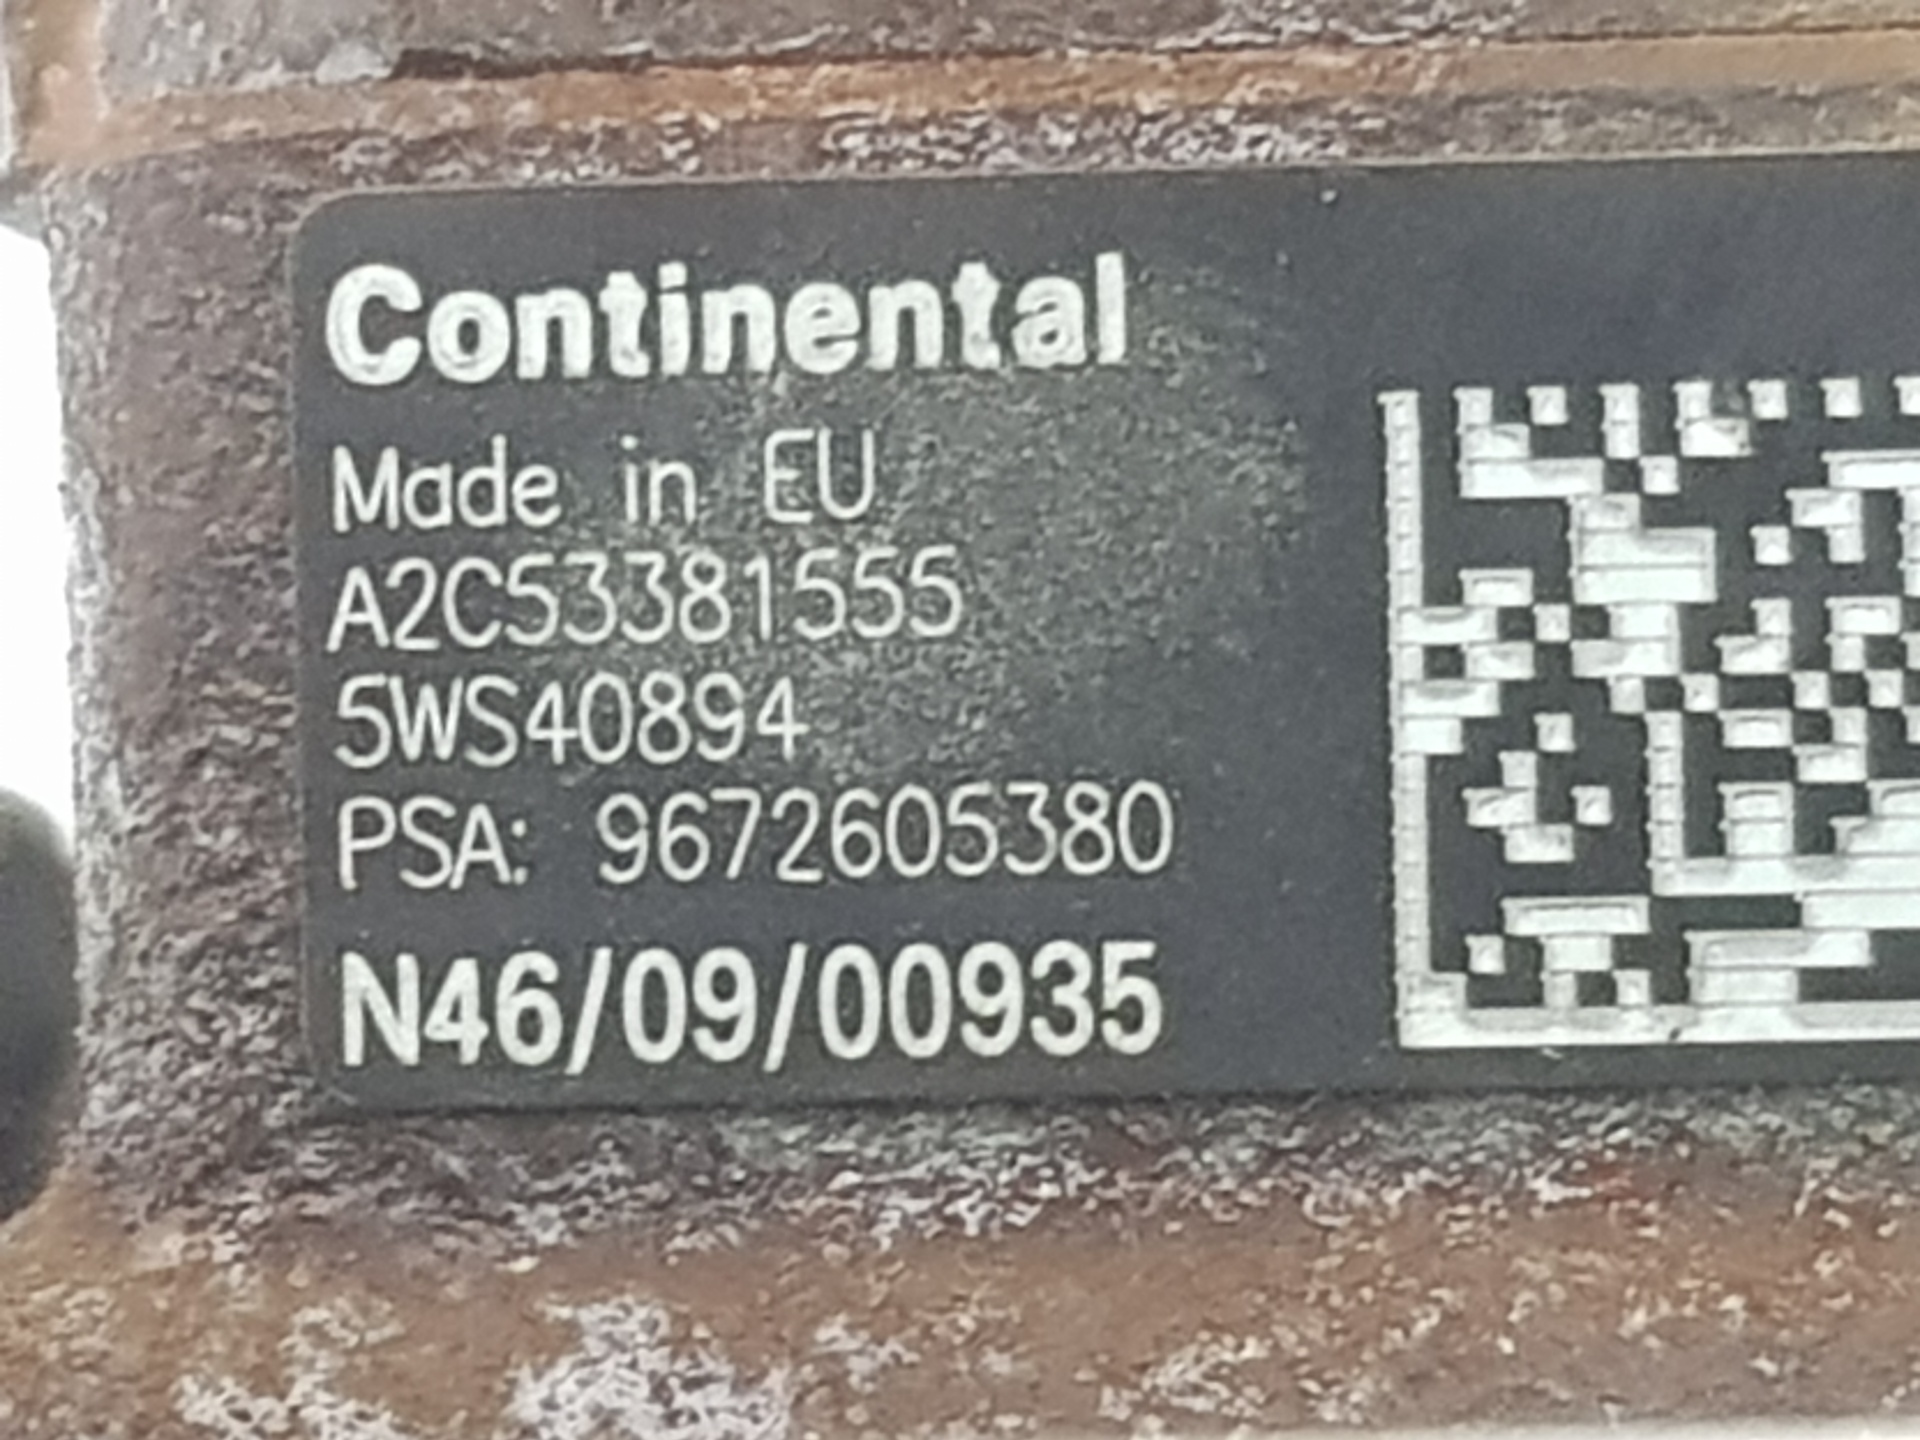 Continental
Made in EU
A2C53381555
5WS40894
PSA: 9672605380
N46/09/00935